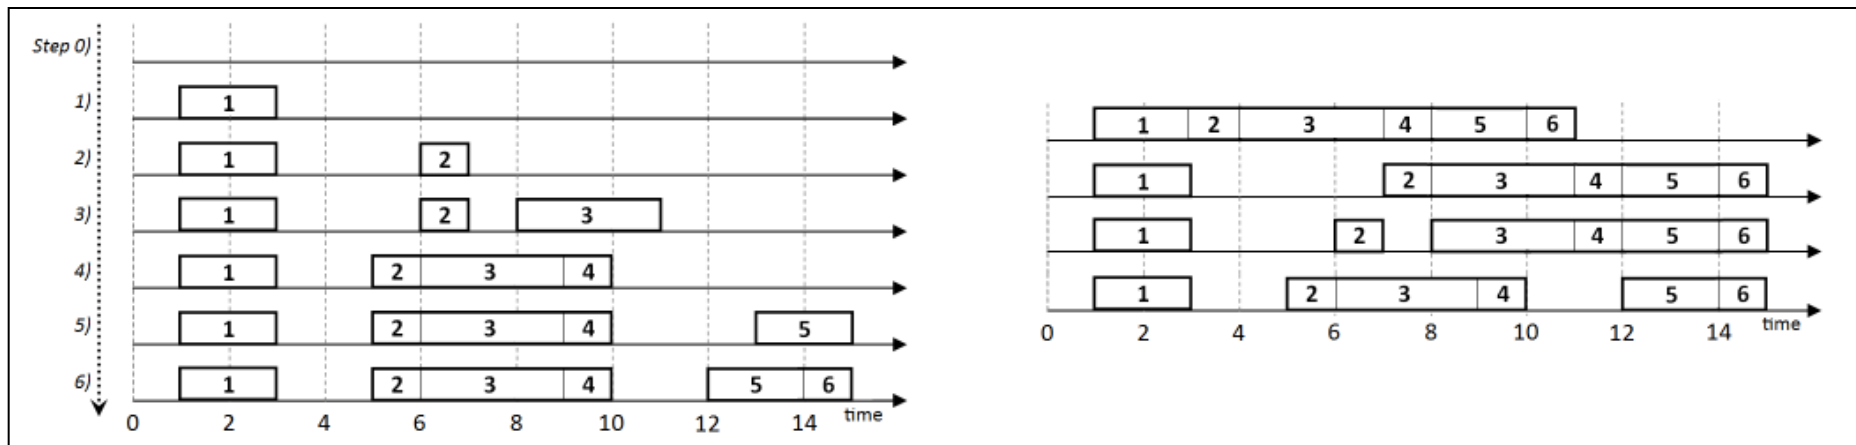 Step 0)
1) 1
2) 1 2
3) 1 2 3
4) 1 2 3 4
5) 1 2 3 4 5
6) 1 2 3 4 5 6
0 2 4 6 8 10 12 14 time
1 2 3 4 5 6
1 2 3 4 5 6
1 2 3 4 5 6
1 2 3 4 5 6
0 2 4 6 8 10 12 14 time